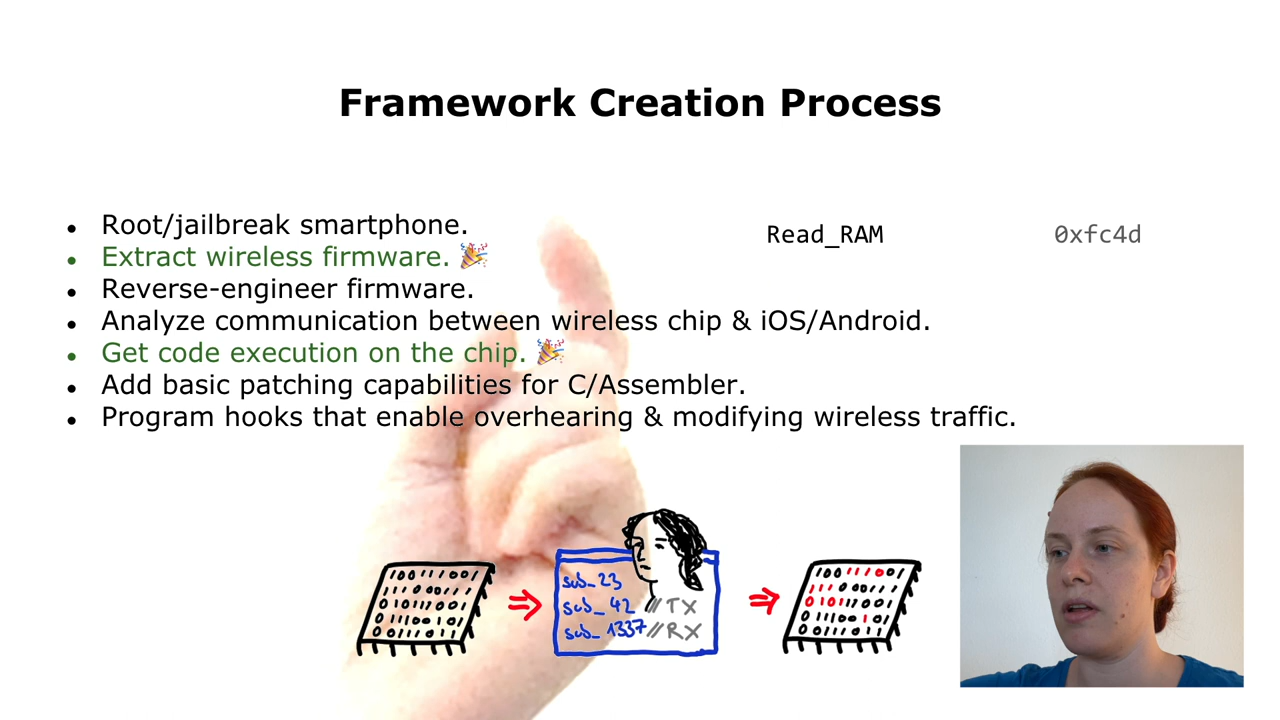 Framework Creation Process
Root/jailbreak smartphone.
Extract wireless firmware. 🎉
Reverse-engineer firmware.
Analyze communication between wireless chip & iOS/Android.
Get code execution on the chip. 🎉
Add basic patching capabilities for C/Assembler.
Program hooks that enable overhearing & modifying wireless traffic.
Read_RAM 0xfc4d
sub_23
sub_42 // TX
sub_1337 // RX